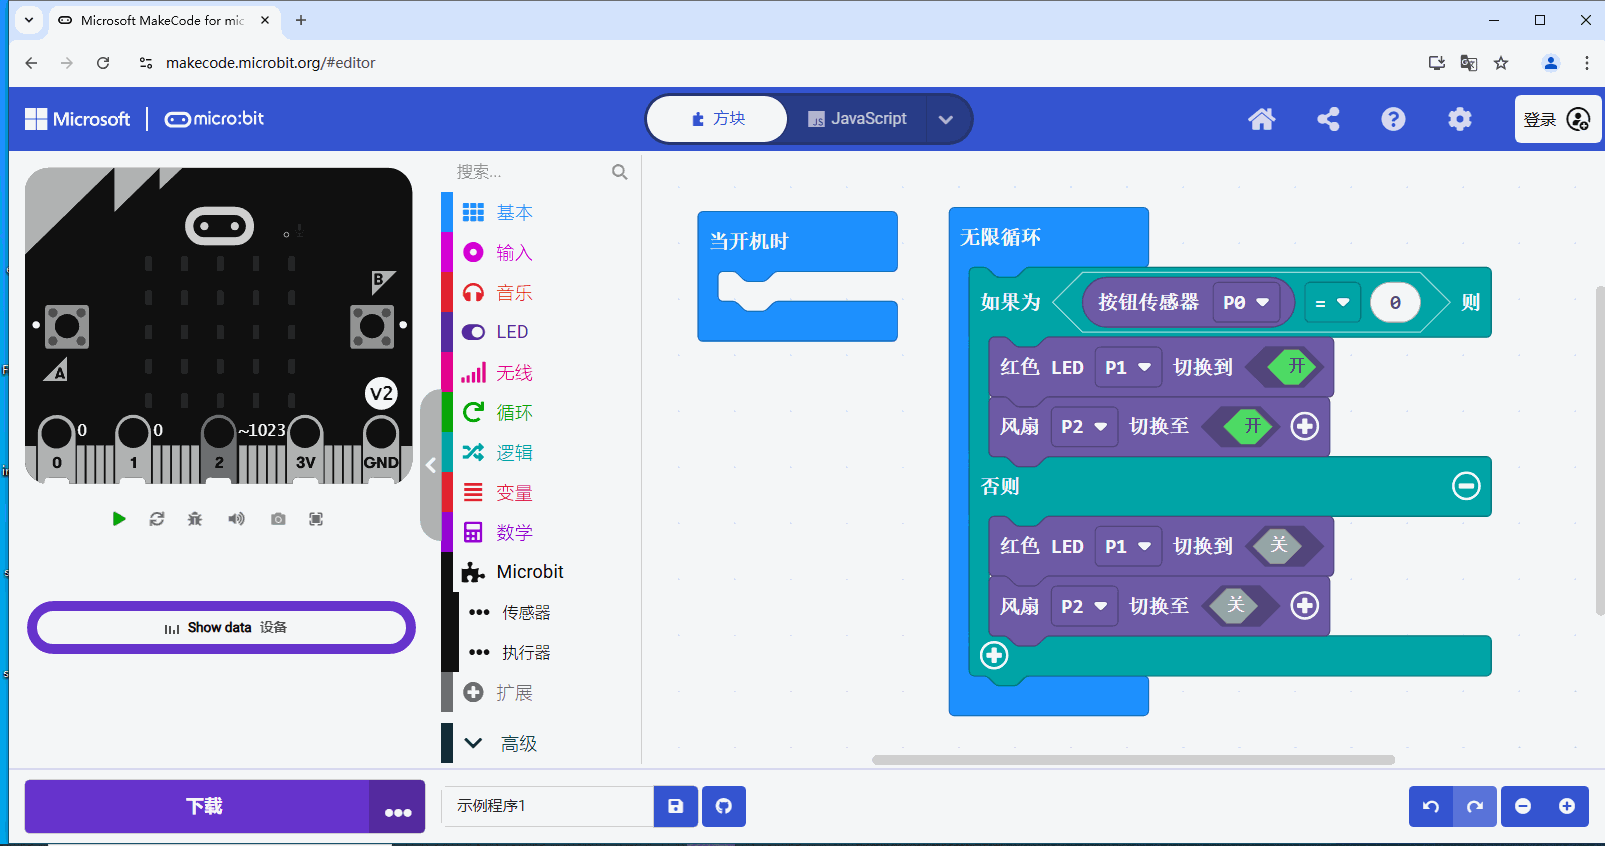 Microsoft MakeCode for mic
makecode.microbit.org/#editor
Microsoft
micro:bit
方块
JavaScript
登录
B
A
V2
0
0
~1023
0
1
2
3V
GND
Show data 设备
搜索...
基本
输入
音乐
LED
无线
循环
逻辑
变量
数学
Microbit
传感器
执行器
扩展
高级
当开机时
无限循环
如果为 按钮传感器 P0 = 0 则
红色 LED P1 切换到 开
风扇 P2 切换至 开
否则
红色 LED P1 切换到 关
风扇 P2 切换至 关
下载
示例程序1